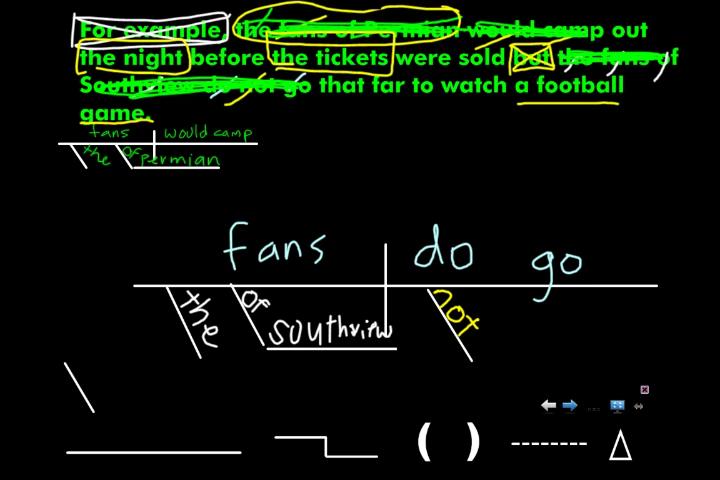 For example, the fans of Permian would camp out
the night before the tickets were sold but the fans of
Southview do not go that far to watch a football
game.
fans would camp
the of permian
fans do go
the of southview not
( ) -------- Δ